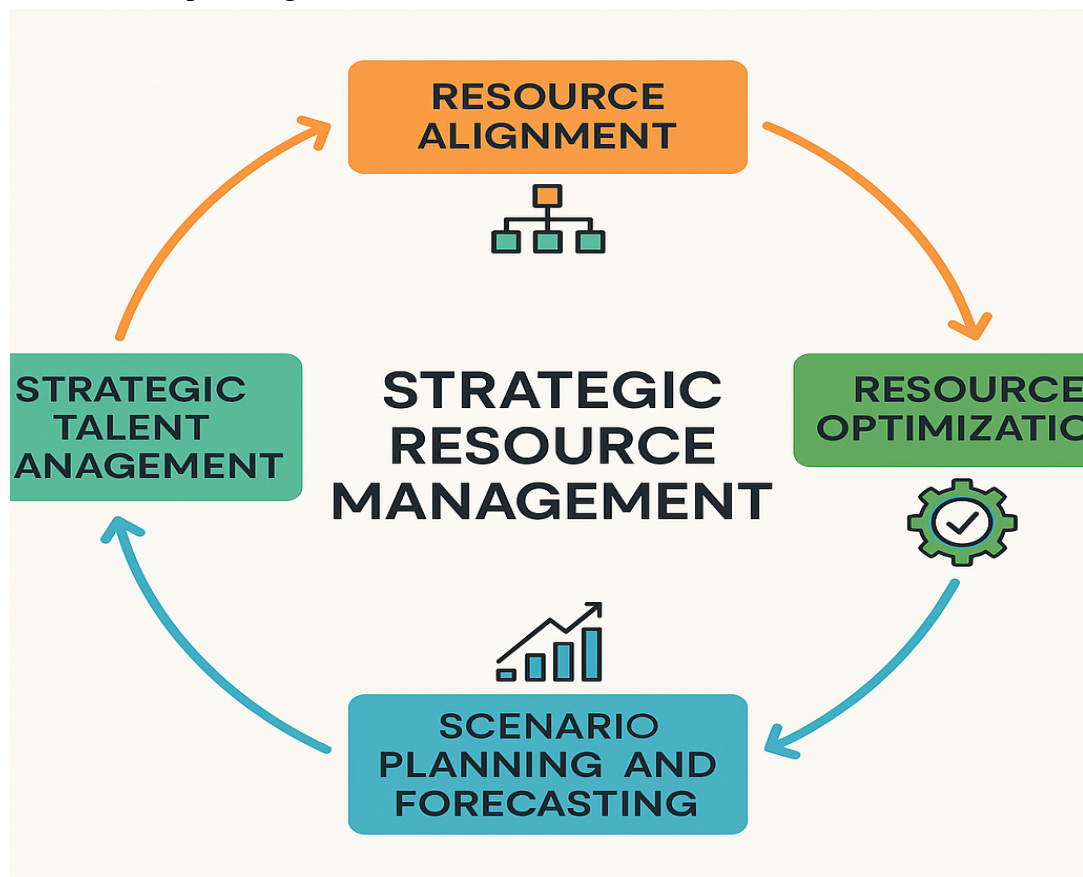 RESOURCE
ALIGNMENT
STRATEGIC
TALENT
ANAGEMENT
STRATEGIC
RESOURCE
MANAGEMENT
RESOURCE
OPTIMIZATIO
SCENARIO
PLANNING AND
FORECASTING